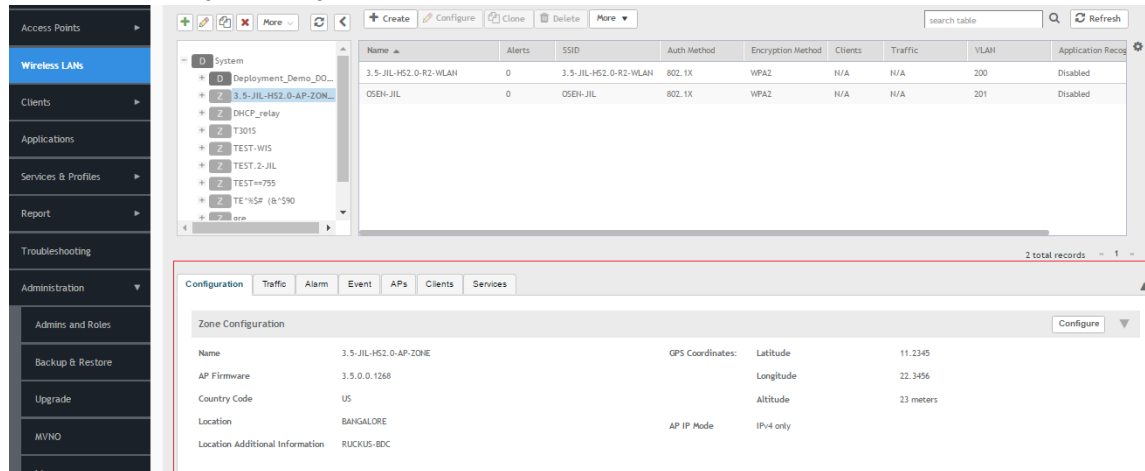 Access Points
Wireless LANs
Clients
Applications
Services & Profiles
Report
Troubleshooting
Administration
Admins and Roles
Backup & Restore
Upgrade
MVNO
More
Create Configure Clone Delete More
search table Refresh
D System
D Deployment_Demo_DO...
Z 3.5-JIL-HS2.0-AP-ZON...
Z DHCP_relay
Z T301S
Z TEST-WIS
Z TEST.2-JIL
Z TEST==755
Z TE^%$# (&^$90
Z gre
Name Alerts SSID Auth Method Encryption Method Clients Traffic VLAN Application Recog
3.5-JIL-HS2.0-R2-WLAN 0 3.5-JIL-HS2.0-R2-WLAN 802.1X WPA2 N/A N/A 200 Disabled
OSEN-JIL 0 OSEN-JIL 802.1X WPA2 N/A N/A 201 Disabled
2 total records 1
Configuration Traffic Alarm Event APs Clients Services
Zone Configuration Configure
Name 3.5-JIL-HS2.0-AP-ZONE GPS Coordinates: Latitude 11.2345
AP Firmware 3.5.0.0.1268 Longitude 22.3456
Country Code US Altitude 23 meters
Location BANGALORE AP IP Mode IPv4 only
Location Additional Information RUCKUS-BDC